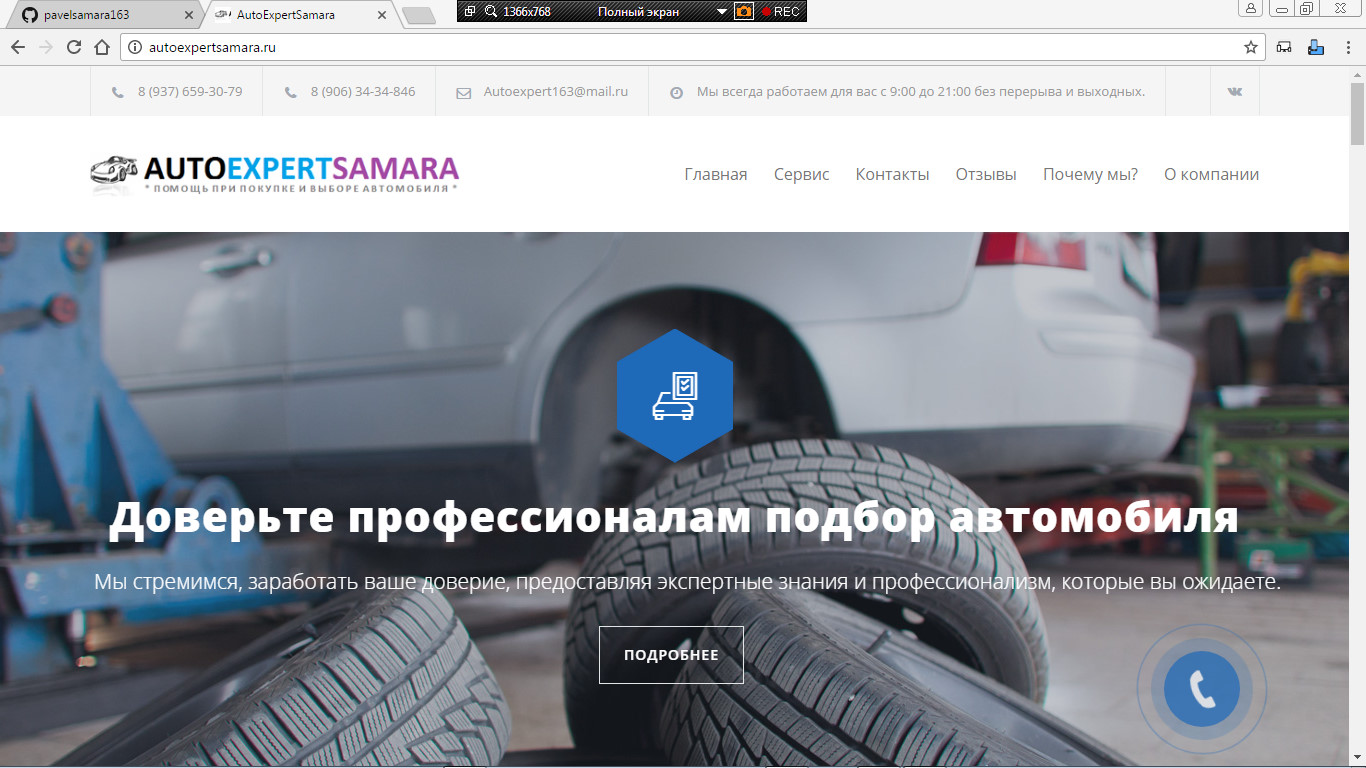 pavelsamara163
AutoExpertSamara
1366x768 Полный экран REC
autoexpertsamara.ru
8 (937) 659-30-79 8 (906) 34-34-846 Autoexpert163@mail.ru Мы всегда работаем для вас с 9:00 до 21:00 без перерыва и выходных.
AUTOEXPERTSAMARA
* ПОМОЩЬ ПРИ ПОКУПКЕ И ВЫБОРЕ АВТОМОБИЛЯ *
Главная Сервис Контакты Отзывы Почему мы? О компании
Доверьте профессионалам подбор автомобиля
Мы стремимся, заработать ваше доверие, предоставляя экспертные знания и профессионализм, которые вы ожидаете.
ПОДРОБНЕЕ